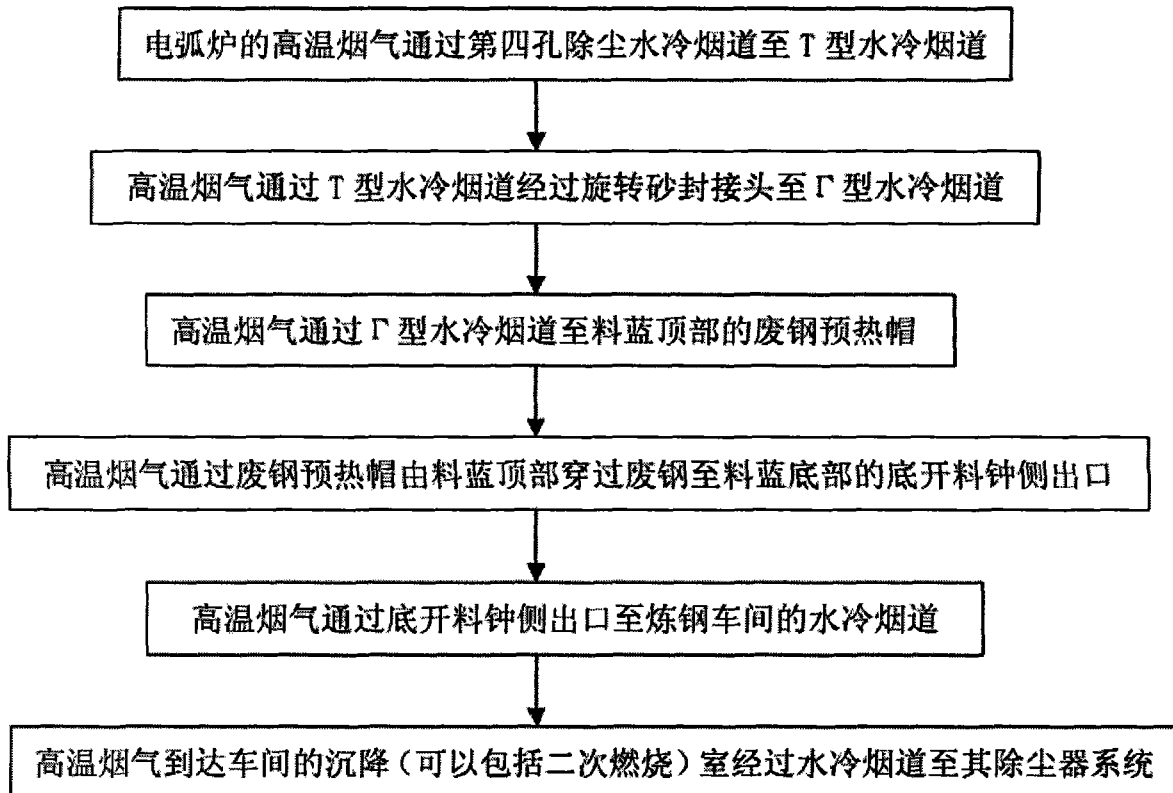 电弧炉的高温烟气通过第四孔除尘水冷烟道至T型水冷烟道
高温烟气通过T型水冷烟道经过旋转砂封接头至Γ型水冷烟道
高温烟气通过Γ型水冷烟道至料蓝顶部的废钢预热帽
高温烟气通过废钢预热帽由料蓝顶部穿过废钢至料蓝底部的底开料钟侧出口
高温烟气通过底开料钟侧出口至炼钢车间的水冷烟道
高温烟气到达车间的沉降(可以包括二次燃烧)室经过水冷烟道至其除尘器系统